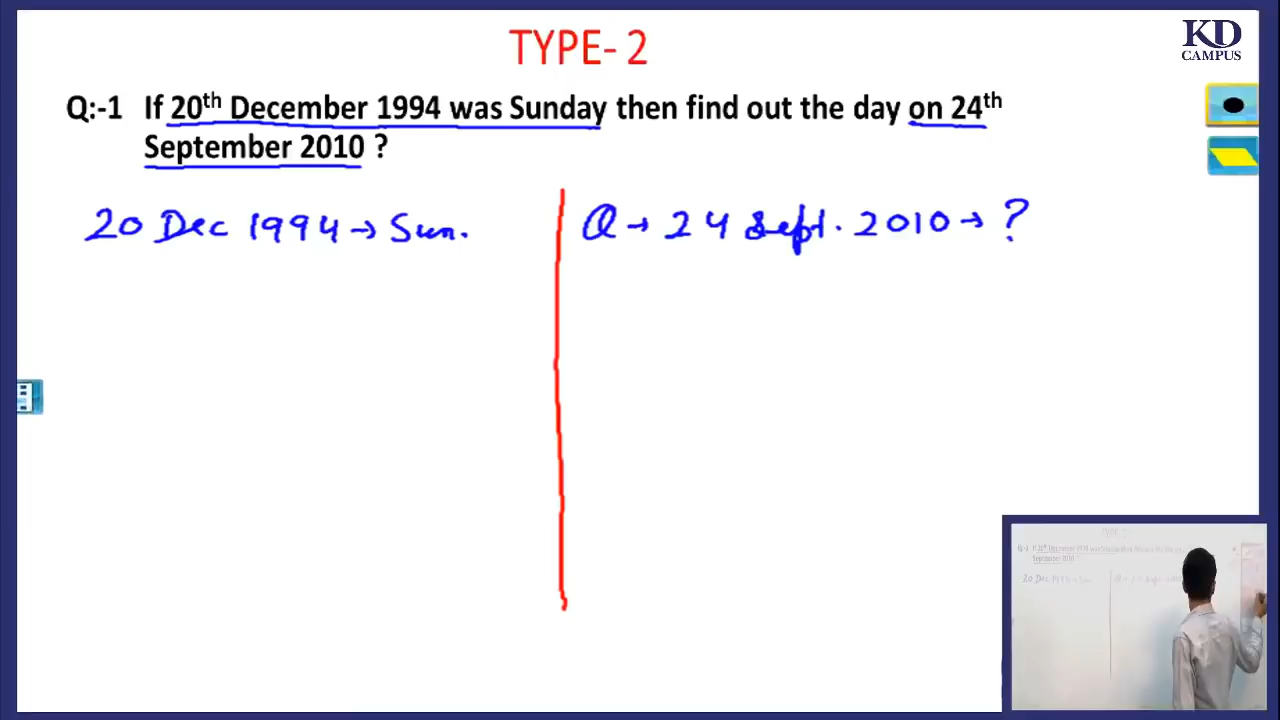 TYPE- 2
KD
CAMPUS
Q:-1 If 20th December 1994 was Sunday then find out the day on 24th
September 2010 ?
20 Dec 1994 → Sun.
Q → 24 Sept. 2010 → ?